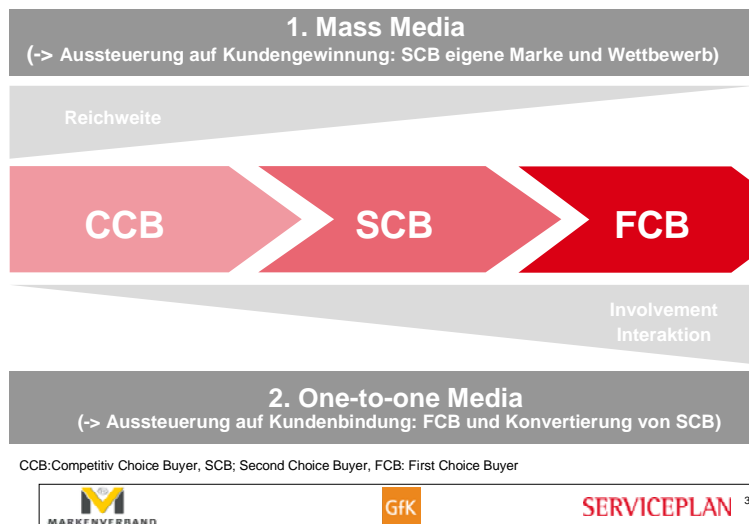 1. Mass Media
(-> Aussteuerung auf Kundengewinnung: SCB eigene Marke und Wettbewerb)
Reichweite
CCB
SCB
FCB
Involvement
Interaktion
2. One-to-one Media
(-> Aussteuerung auf Kundenbindung: FCB und Konvertierung von SCB)
CCB:Competitiv Choice Buyer, SCB; Second Choice Buyer, FCB: First Choice Buyer
MARKENVERBAND
GfK
SERVICEPLAN
3